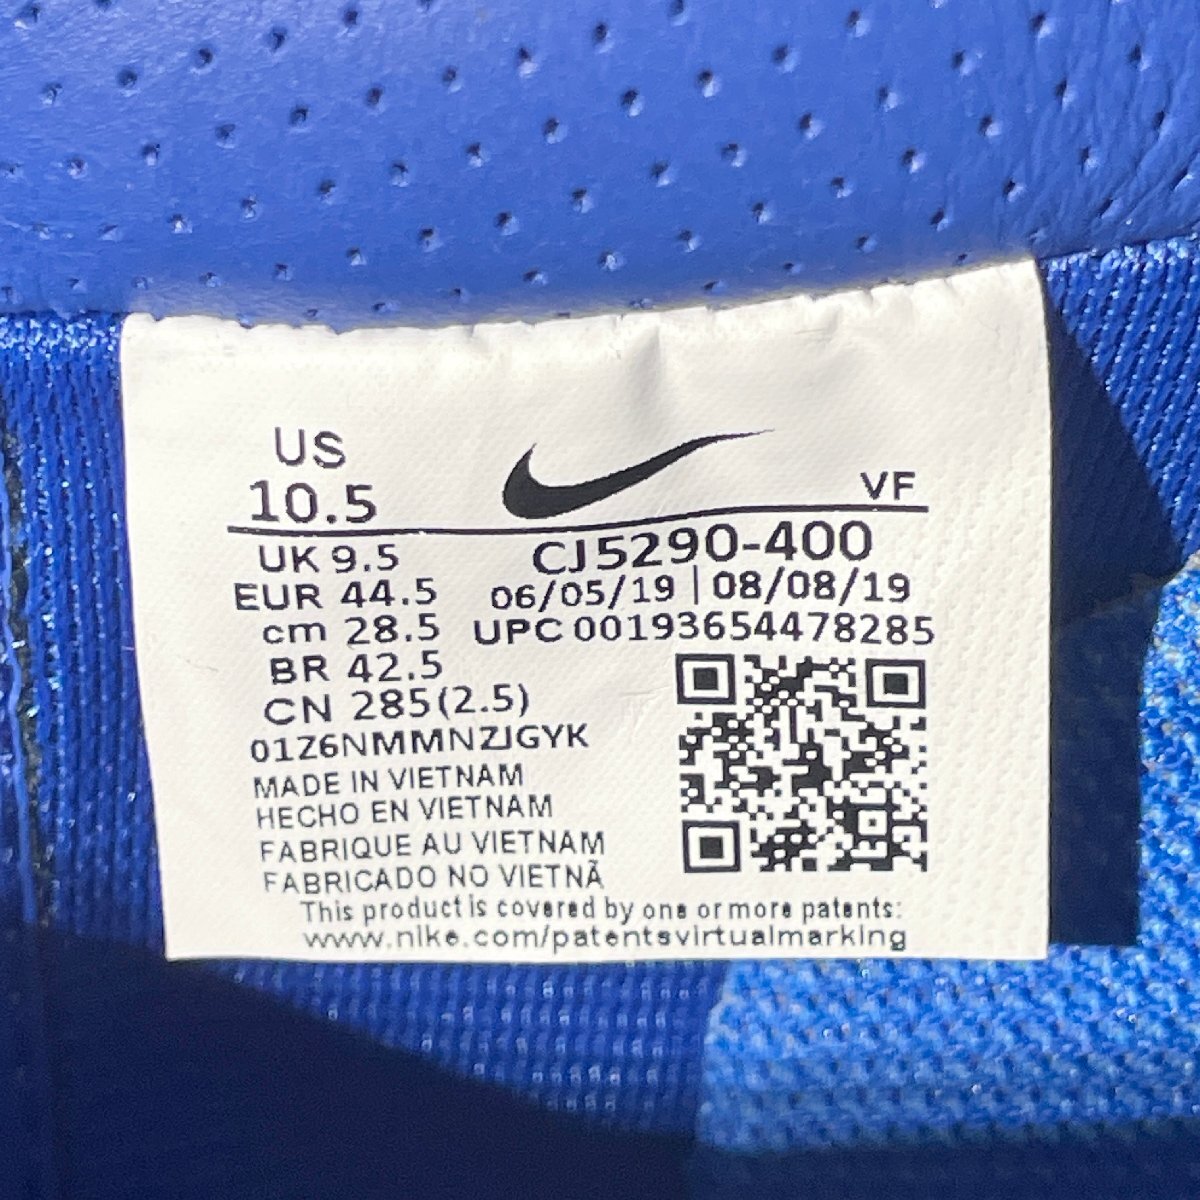 US
10.5
VF
UK 9.5
CJ5290-400
EUR 44.5
06/05/19 | 08/08/19
cm 28.5
UPC 00193654478285
BR 42.5
CN 285(2.5)
01Z6NMMNZJGYK
MADE IN VIETNAM
HECHO EN VIETNAM
FABRIQUE AU VIETNAM
FABRICADO NO VIETNÃ
This product is covered by one or more patents:
www.nike.com/patentsvirtualmarking